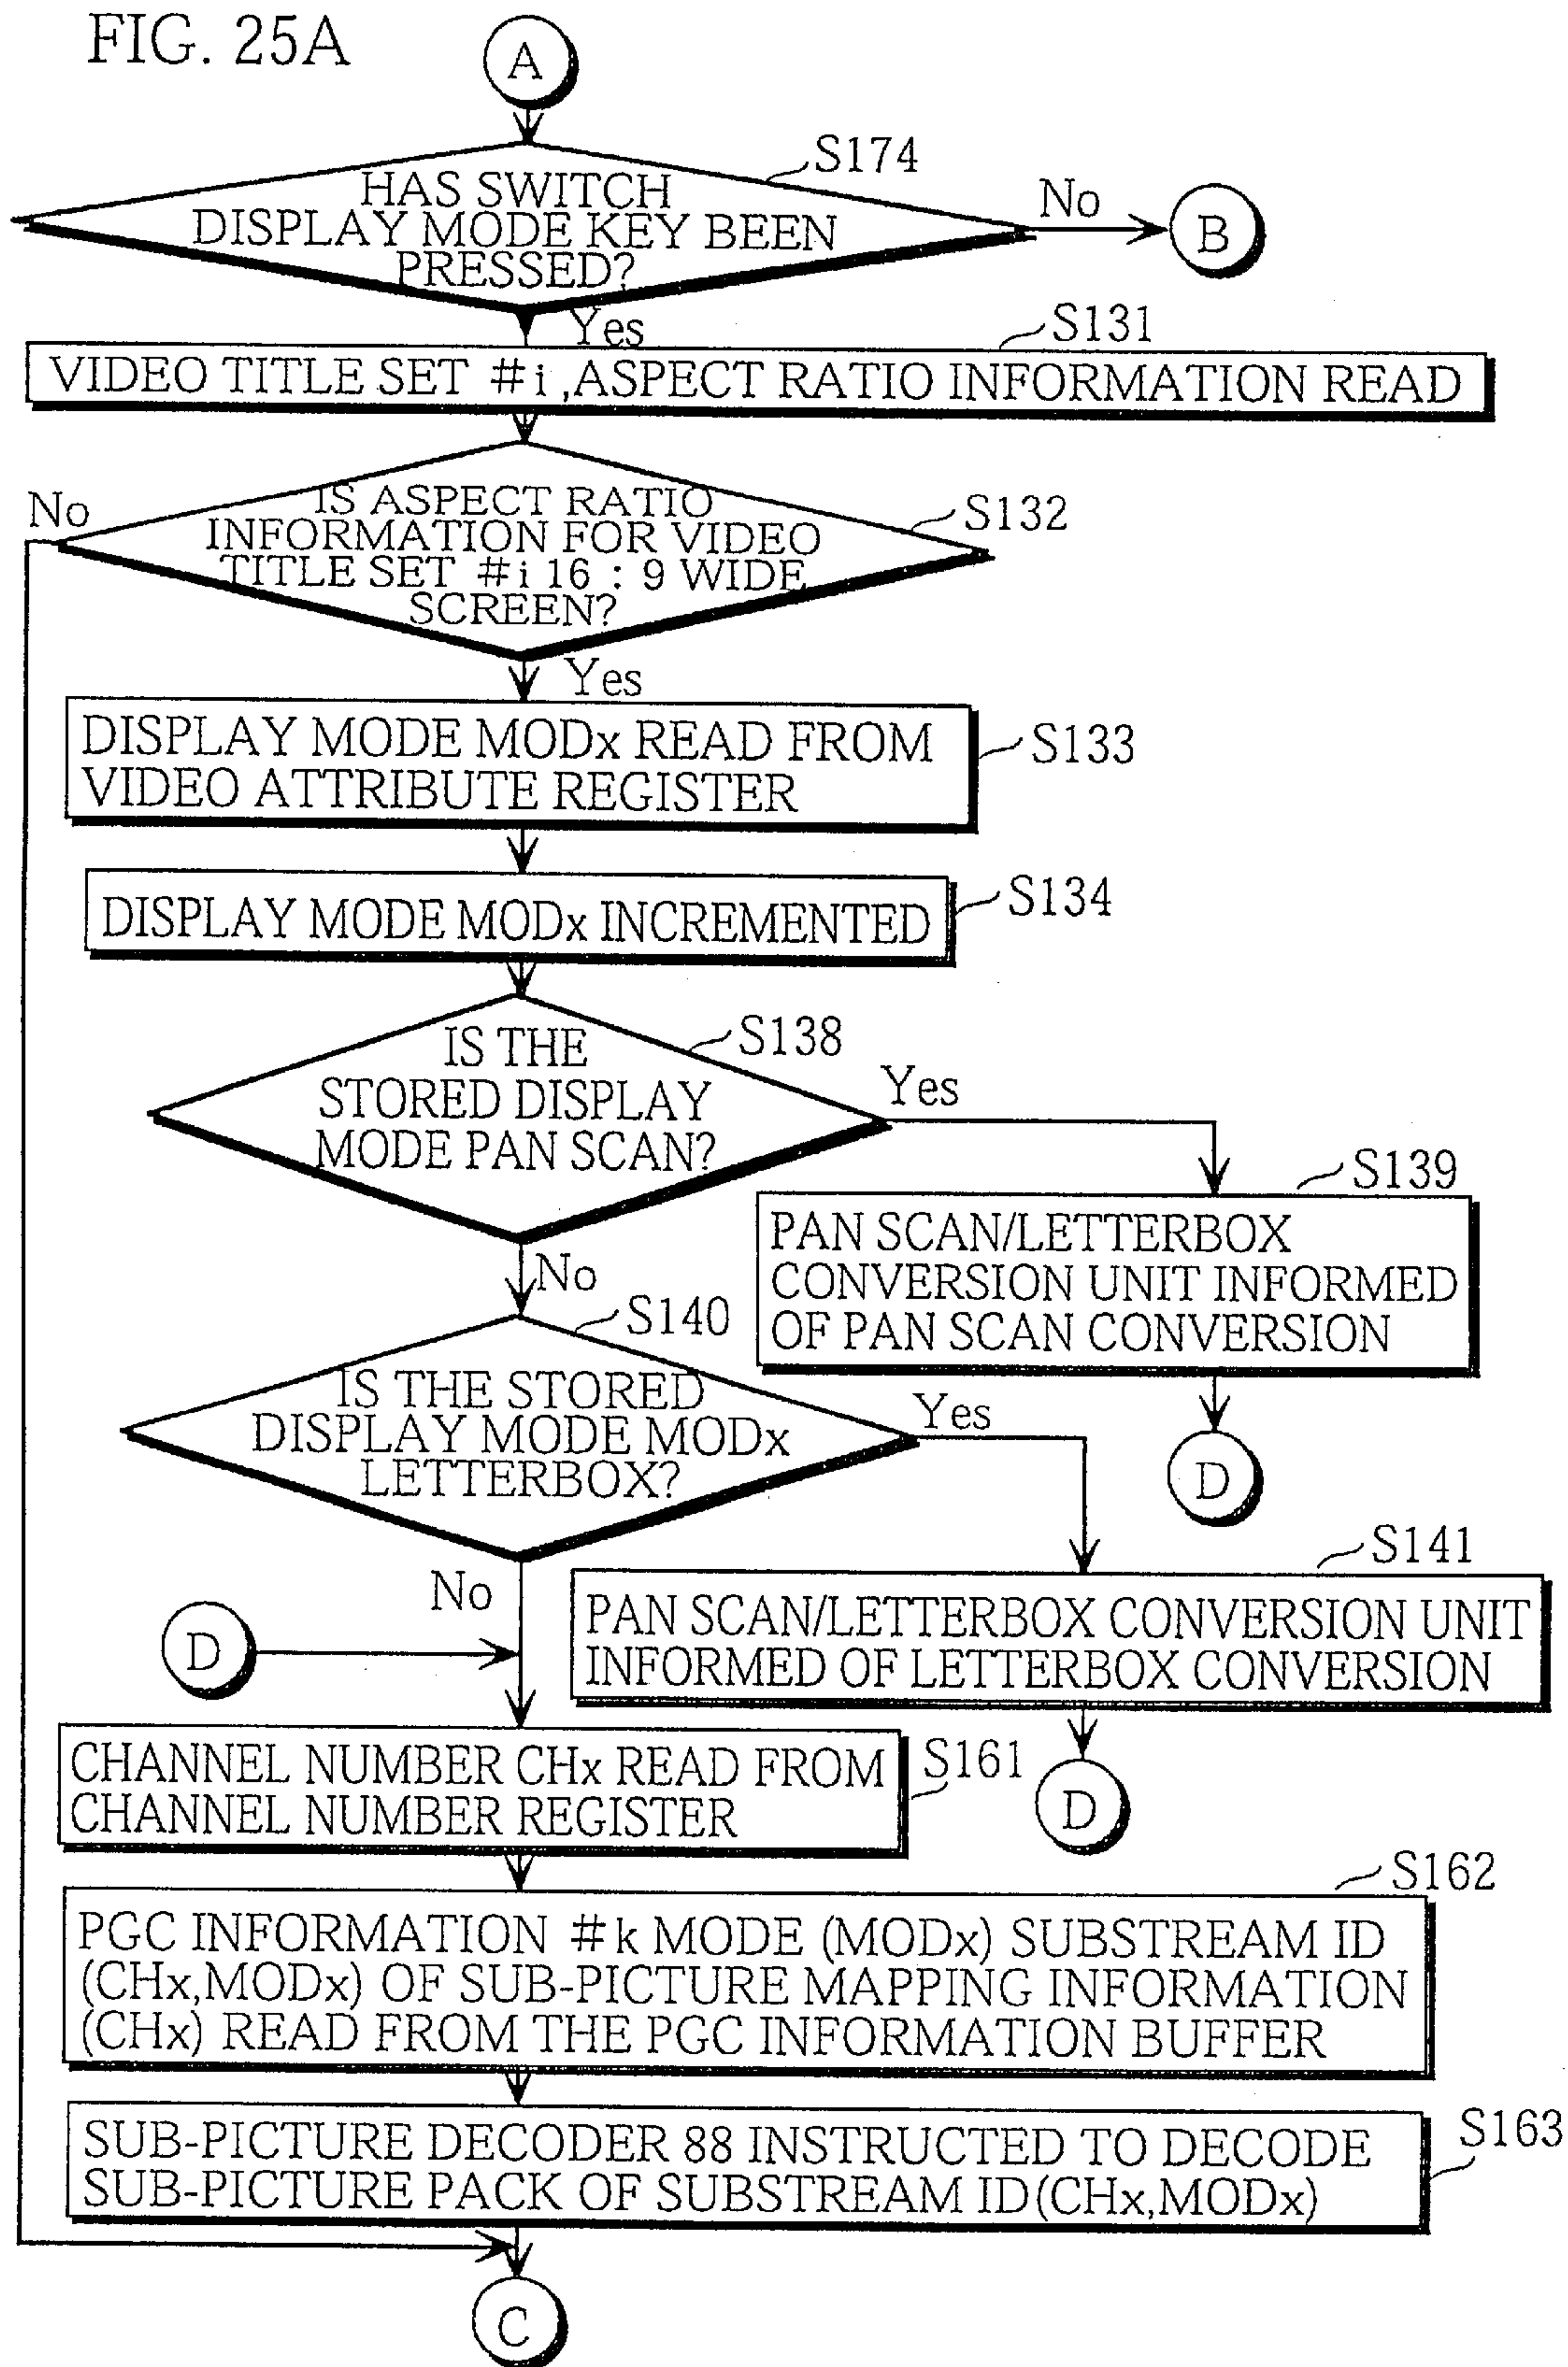 FIG. 25A
A
S174
HAS SWITCH
DISPLAY MODE KEY BEEN
PRESSED?
No
B
Yes
S131
VIDEO TITLE SET #i ,ASPECT RATIO INFORMATION READ
No
IS ASPECT RATIO
INFORMATION FOR VIDEO
TITLE SET #i 16 : 9 WIDE
SCREEN?
S132
Yes
DISPLAY MODE MODx READ FROM
VIDEO ATTRIBUTE REGISTER
S133
DISPLAY MODE MODx INCREMENTED
S134
IS THE
STORED DISPLAY
MODE PAN SCAN?
S138
Yes
S139
PAN SCAN/LETTERBOX
CONVERSION UNIT INFORMED
OF PAN SCAN CONVERSION
D
No
S140
IS THE STORED
DISPLAY MODE MODx
LETTERBOX?
Yes
S141
PAN SCAN/LETTERBOX CONVERSION UNIT
INFORMED OF LETTERBOX CONVERSION
D
No
D
CHANNEL NUMBER CHx READ FROM
CHANNEL NUMBER REGISTER
S161
S162
PGC INFORMATION #k MODE (MODx) SUBSTREAM ID
(CHx,MODx) OF SUB-PICTURE MAPPING INFORMATION
(CHx) READ FROM THE PGC INFORMATION BUFFER
SUB-PICTURE DECODER 88 INSTRUCTED TO DECODE
SUB-PICTURE PACK OF SUBSTREAM ID(CHx,MODx)
S163
C